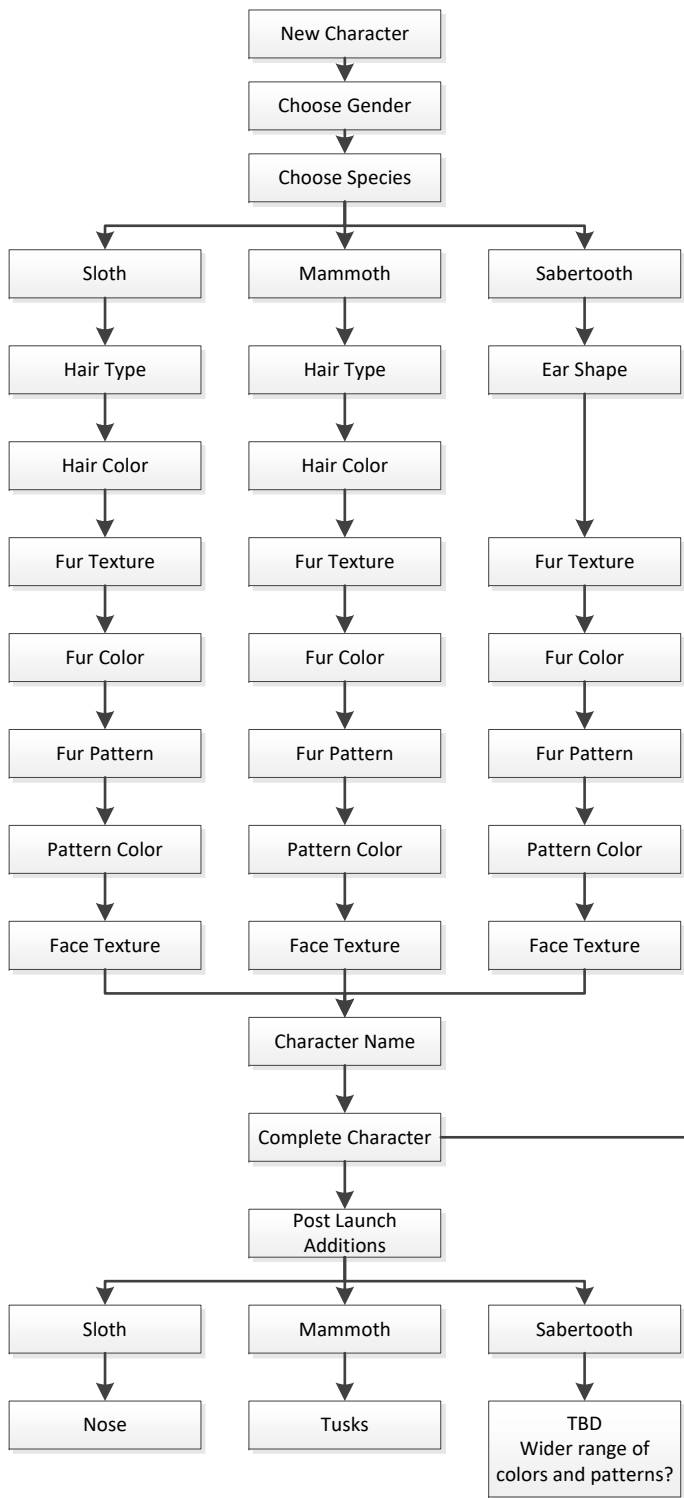 New Character
Choose Gender
Choose Species
Sloth
Mammoth
Sabertooth
Hair Type
Hair Type
Ear Shape
Hair Color
Hair Color
Fur Texture
Fur Texture
Fur Texture
Fur Color
Fur Color
Fur Color
Fur Pattern
Fur Pattern
Fur Pattern
Pattern Color
Pattern Color
Pattern Color
Face Texture
Face Texture
Face Texture
Character Name
Complete Character
Post Launch
Additions
Sloth
Mammoth
Sabertooth
Nose
Tusks
TBD
Wider range of
colors and patterns?